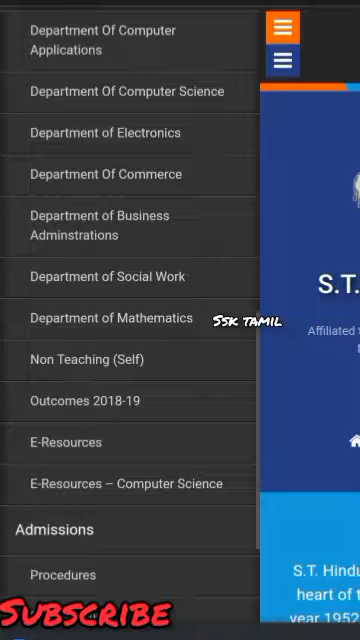 Department Of Computer
Applications
Department Of Computer Science
Department of Electronics
Department Of Commerce
Department of Business
Adminstrations
Department of Social Work
Department of Mathematics
Ssk tamil
Non Teaching (Self)
Outcomes 2018-19
E-Resources
E-Resources – Computer Science
Admissions
Procedures
Subscribe
S.T.
Affiliated
S.T. Hindu
heart of t
year 1952